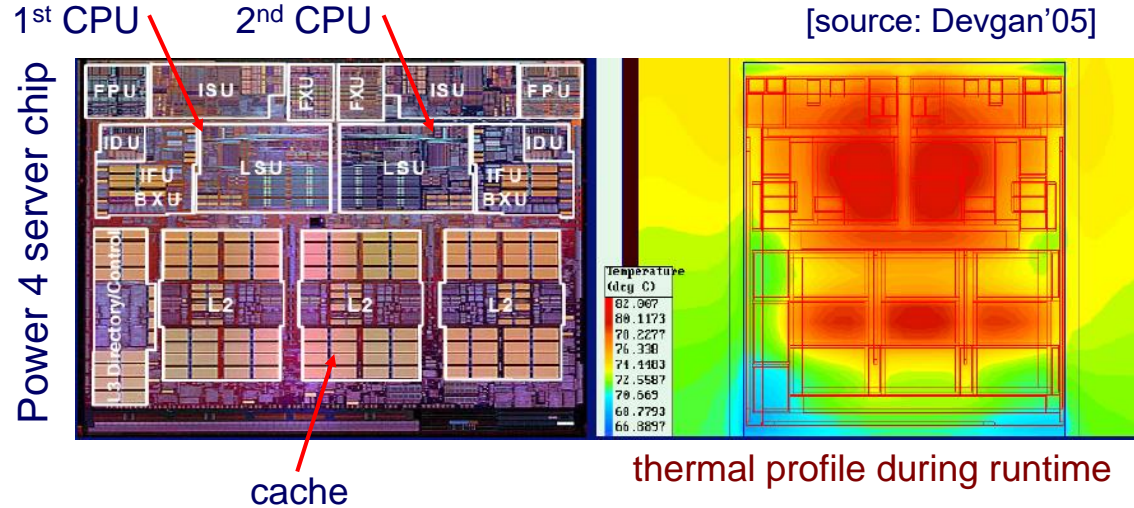 1st CPU
2nd CPU
[source: Devgan'05]
Power 4 server chip
FPU
ISU
FXU
FXU
ISU
FPU
IDU
LSU
LSU
IDU
IFU
BXU
IFU
BXU
L3 Directory/Control
L2
L2
L2
Temperature
(deg C)
82.007
80.1173
78.2277
76.338
74.4483
72.5587
70.669
68.7793
66.8897
cache
thermal profile during runtime